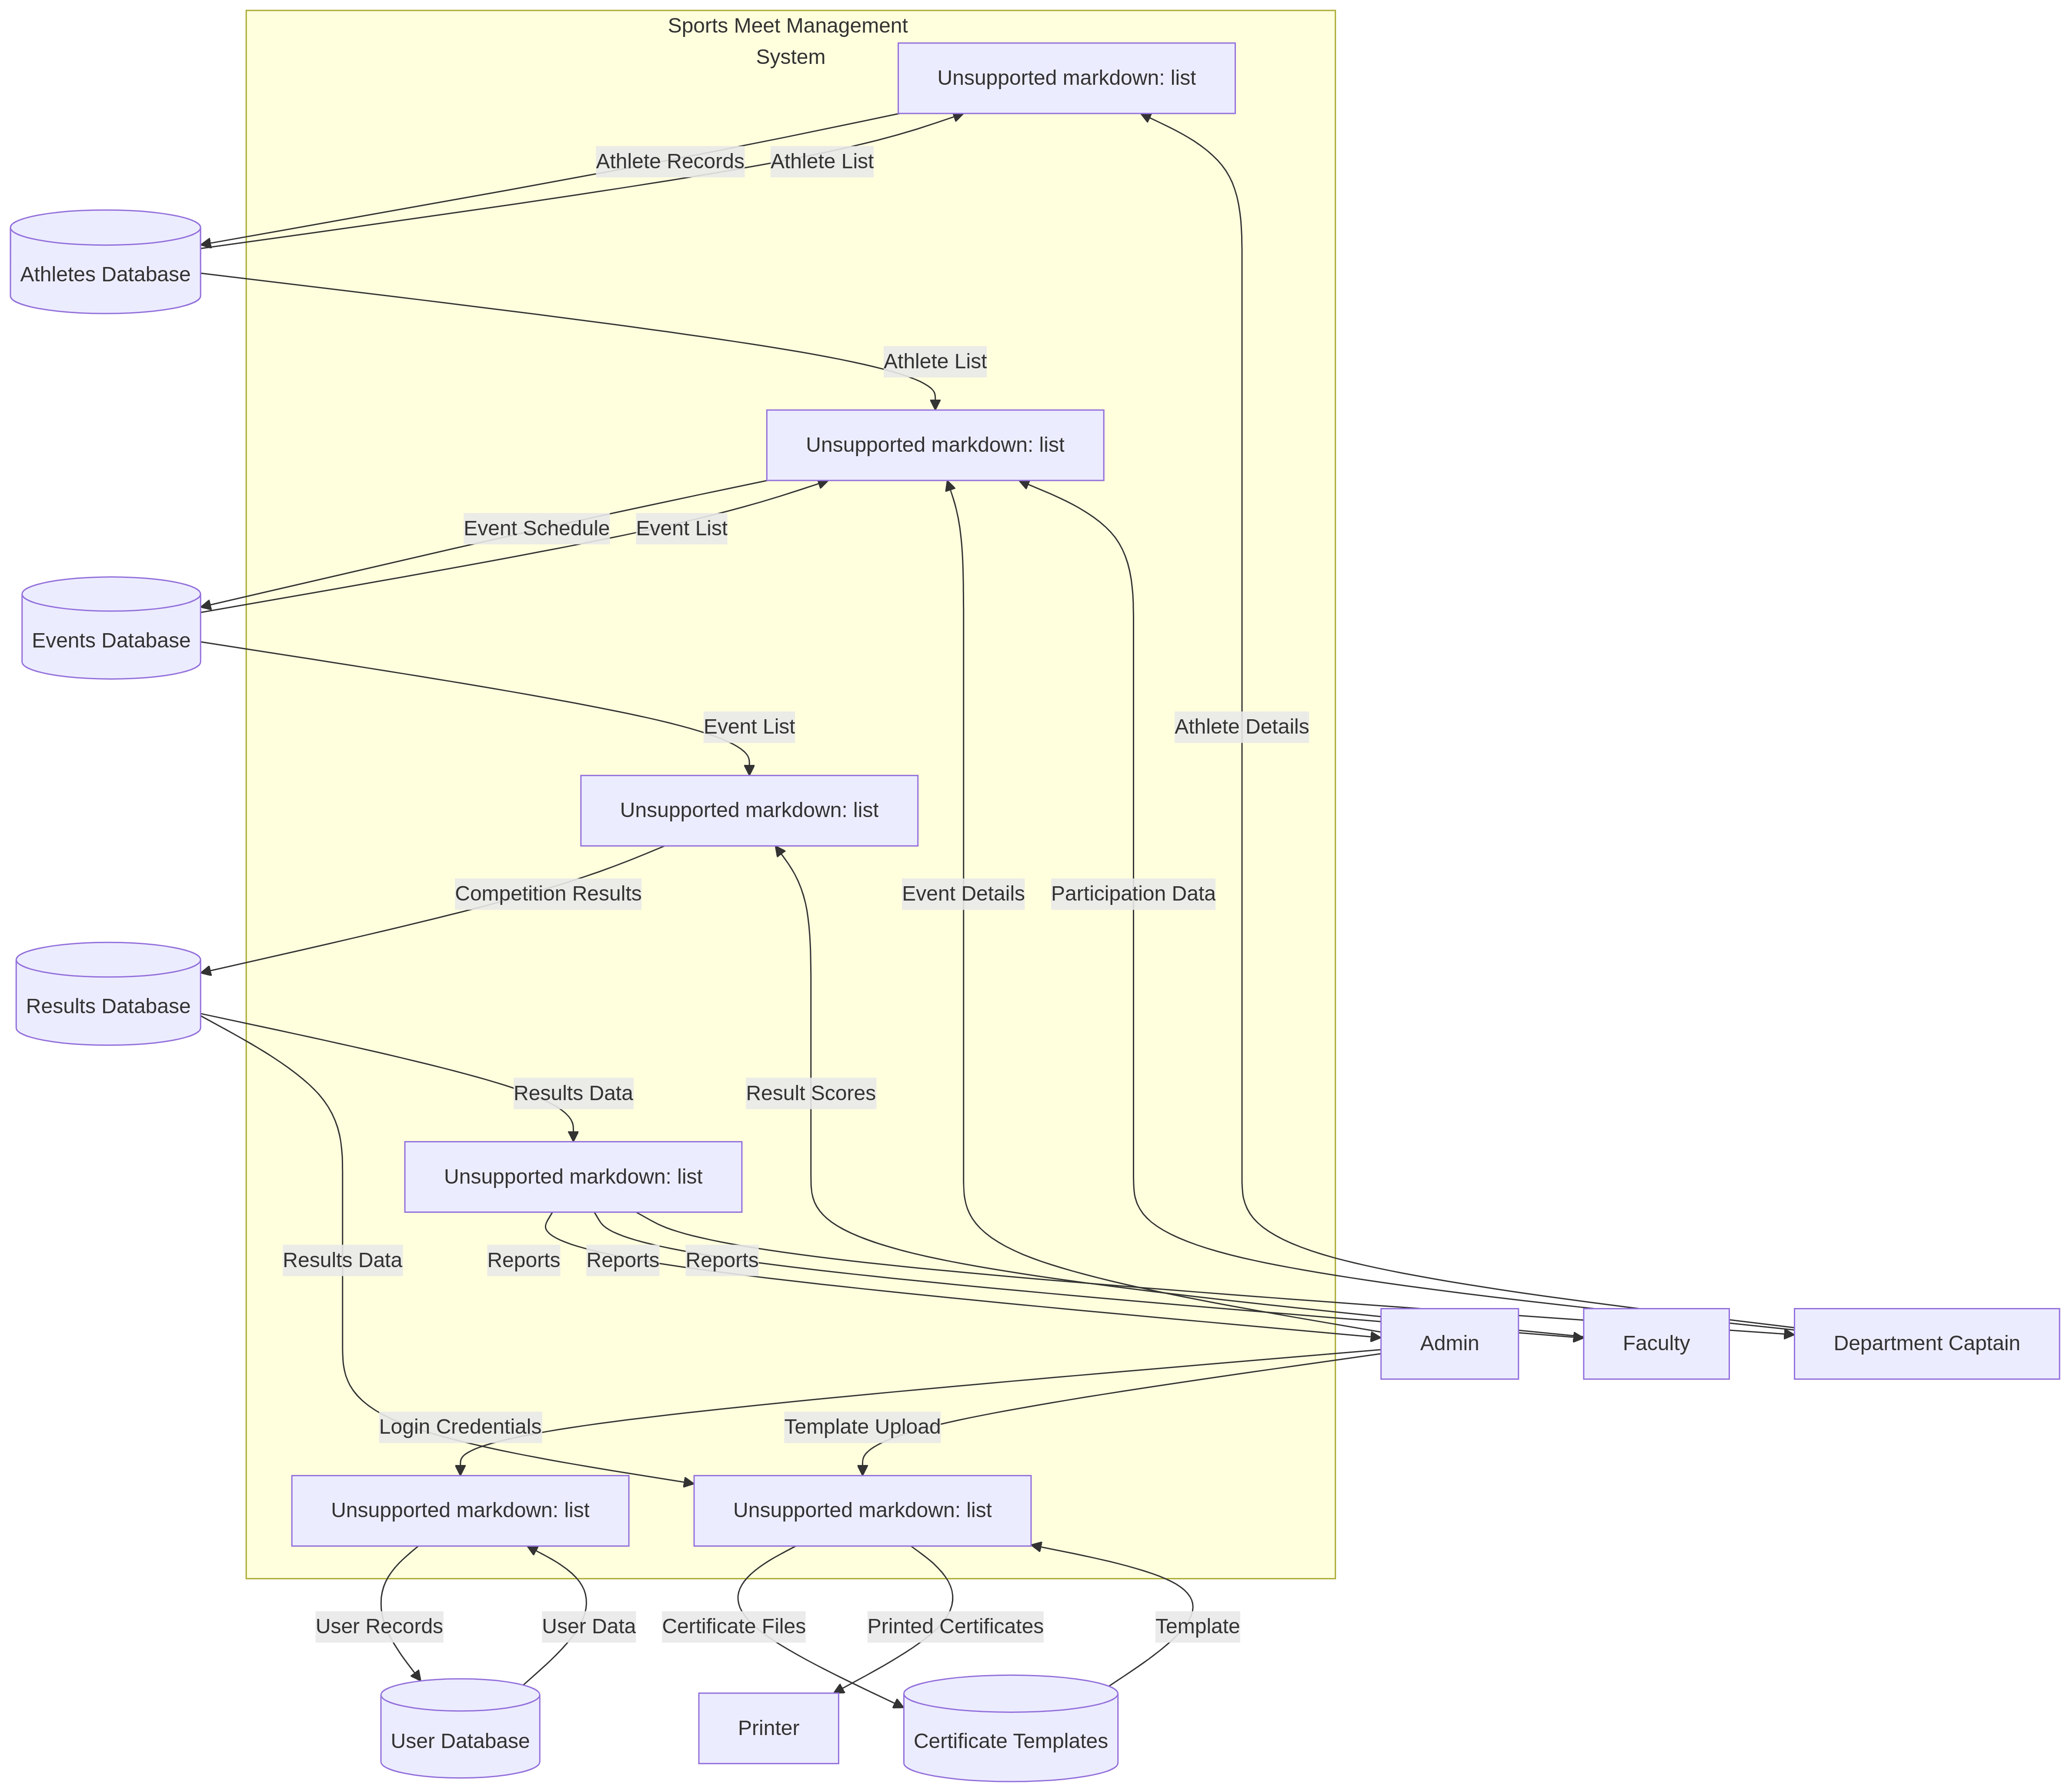 Sports Meet Management
System
Unsupported markdown: list
Athlete Records
Athlete List
Athletes Database
Athlete List
Unsupported markdown: list
Event Schedule
Event List
Events Database
Event List
Athlete Details
Unsupported markdown: list
Competition Results
Event Details
Participation Data
Results Database
Results Data
Result Scores
Unsupported markdown: list
Results Data
Reports
Reports
Reports
Admin
Faculty
Department Captain
Login Credentials
Template Upload
Unsupported markdown: list
Unsupported markdown: list
User Records
User Data
Certificate Files
Printed Certificates
Template
User Database
Printer
Certificate Templates